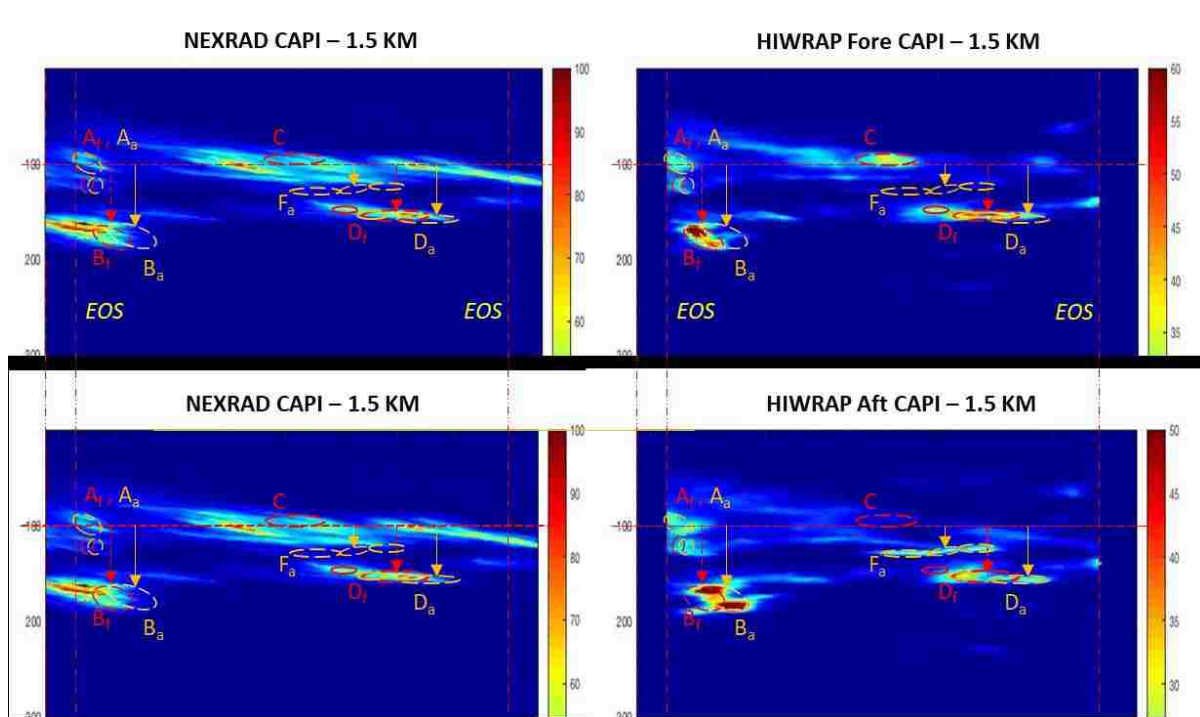 NEXRAD CAPI – 1.5 KM
HIWRAP Fore CAPI – 1.5 KM
100
90
80
70
60
60
55
50
45
40
35
100
200
300
100
200
300
Af, Aa
C
Fa
Df
Da
Bf
Ba
EOS
EOS
Af, Aa
C
Fa
Df
Da
Bf
Ba
EOS
EOS
NEXRAD CAPI – 1.5 KM
HIWRAP Aft CAPI – 1.5 KM
100
90
80
70
60
50
45
40
35
30
100
200
300
100
200
300
Af, Aa
C
Fa
Df
Da
Bf
Ba
Af, Aa
C
Fa
Df
Da
Bf
Ba